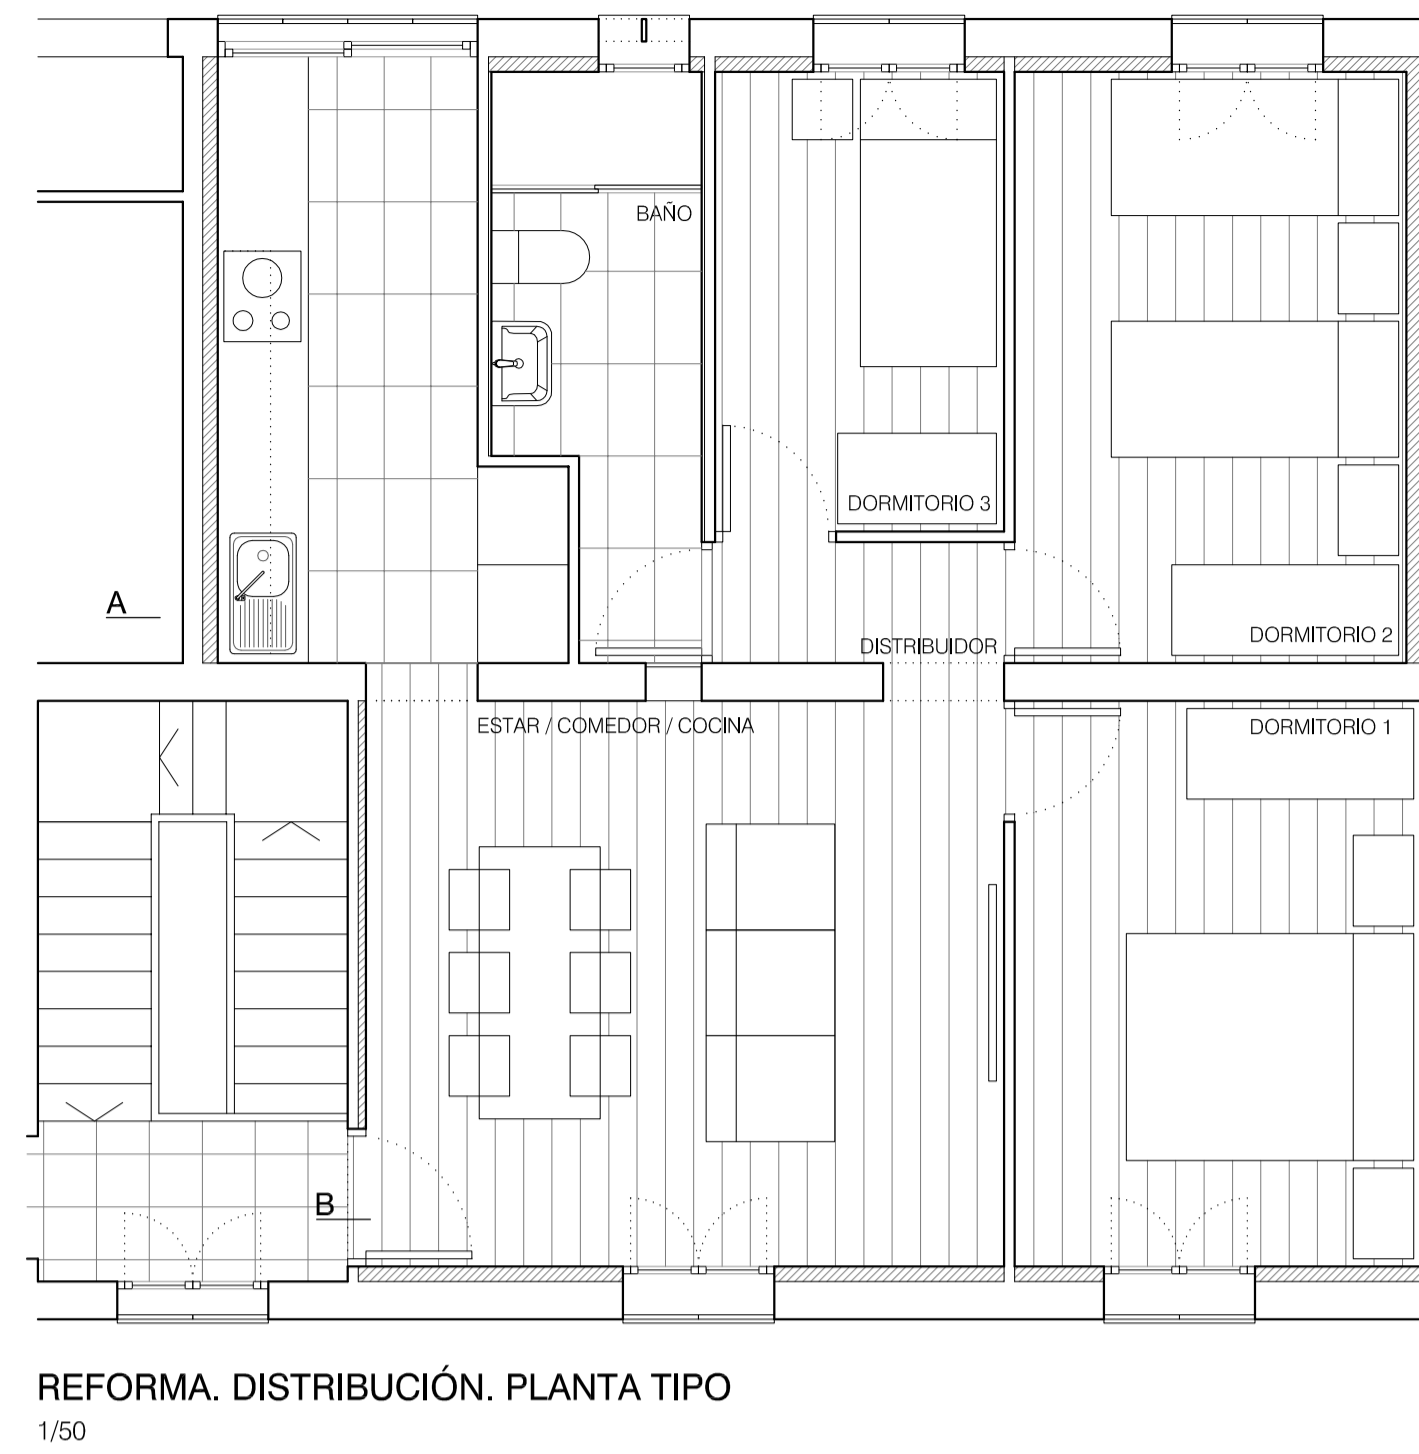 BAÑO
DORMITORIO 3
A
DISTRIBUIDOR
DORMITORIO 2
ESTAR / COMEDOR / COCINA
DORMITORIO 1
B
REFORMA. DISTRIBUCIÓN. PLANTA TIPO
1/50